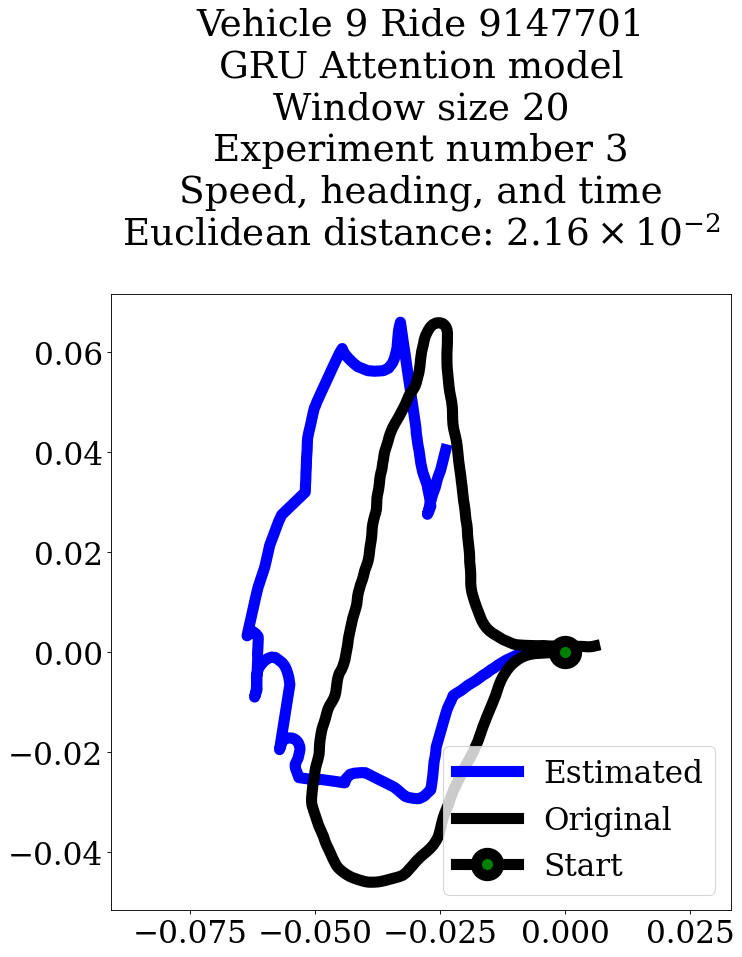 Vehicle 9 Ride 9147701
GRU Attention model
Window size 20
Experiment number 3
Speed, heading, and time
Euclidean distance: 2.16 × 10⁻²
0.06
0.04
0.02
0.00
−0.02
−0.04
Estimated
Original
Start
−0.075 −0.050 −0.025 0.000 0.025